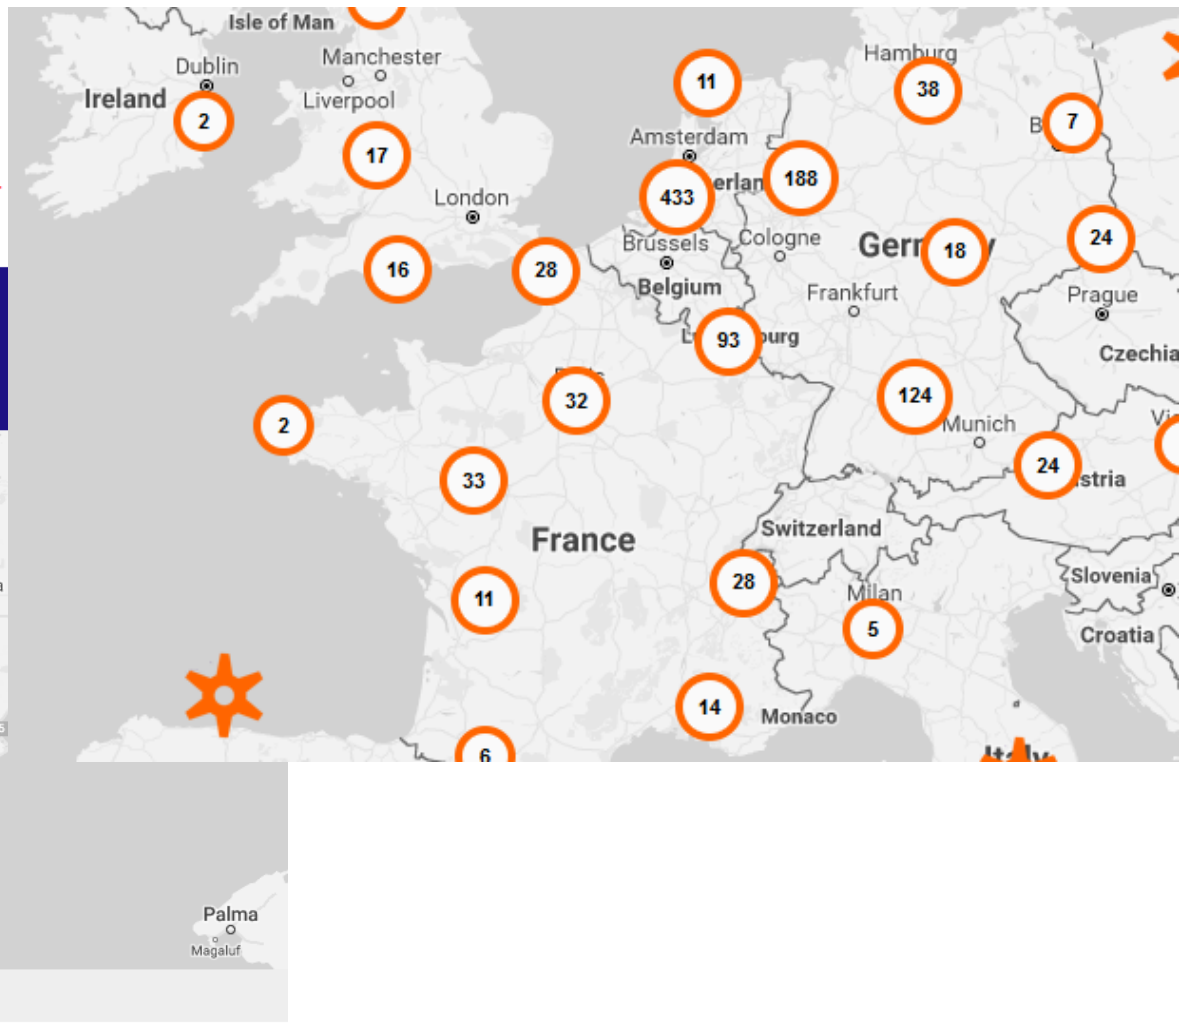 Isle of Man
Manchester
Dublin
Liverpool
Ireland
2
17
London
16
28
11
Hamburg
38
7
Amsterdam
433
188
Brussels
Cologne
Germ
18
24
Belgium
Frankfurt
Prague
93
Czechia
32
124
Munich
2
24
33
France
Switzerland
28
Slovenia
Milan
11
5
Croatia
14
Monaco
6
Italy
Palma
Magaluf